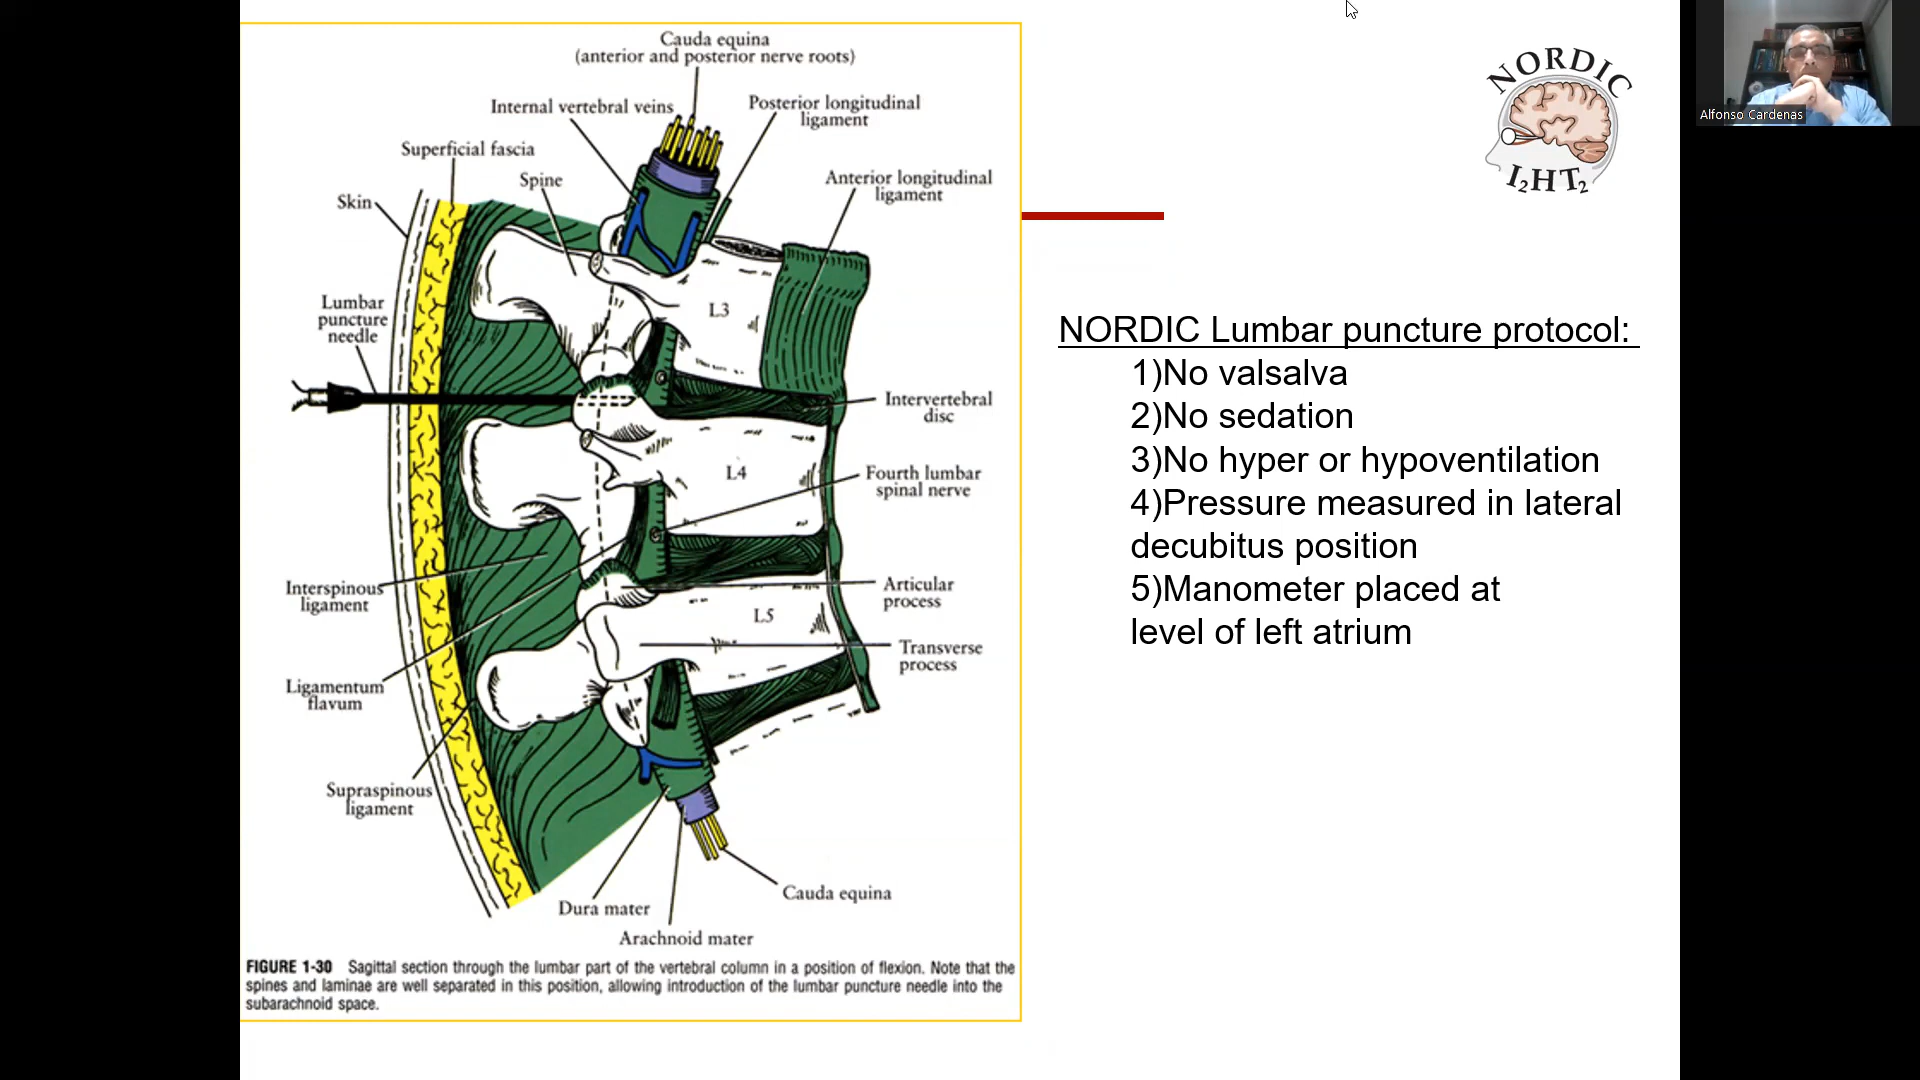 Cauda equina
(anterior and posterior nerve roots)
Internal vertebral veins
Posterior longitudinal
ligament
Superficial fascia
Spine
Anterior longitudinal
ligament
Skin
Lumbar
puncture
needle
L3
Intervertebral
disc
L4
Fourth lumbar
spinal nerve
Interspinous
ligament
Articular
process
L5
Transverse
process
Ligamentum
flavum
Supraspinous
ligament
Cauda equina
Dura mater
Arachnoid mater
FIGURE 1-30 Sagittal section through the lumbar part of the vertebral column in a position of flexion. Note that the
spines and laminae are well separated in this position, allowing introduction of the lumbar puncture needle into the
subarachnoid space.
NORDIC
I2HT2
NORDIC Lumbar puncture protocol:
1)No valsalva
2)No sedation
3)No hyper or hypoventilation
4)Pressure measured in lateral
decubitus position
5)Manometer placed at
level of left atrium
Alfonso Cardenas